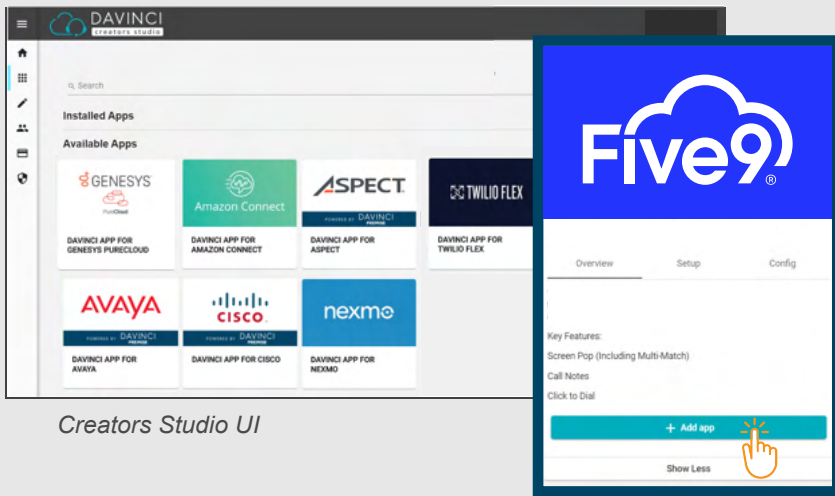 DAVINCI
creators studio
Search
Installed Apps
Available Apps
GENESYS
PureCloud
DAVINCI APP FOR
GENESYS PURECLOUD
Amazon Connect
DAVINCI APP FOR
AMAZON CONNECT
ASPECT
POWERED BY DAVINCI
PREMISE
DAVINCI APP FOR
ASPECT
TWILIO FLEX
DAVINCI APP FOR
TWILIO FLEX
AVAYA
POWERED BY DAVINCI
PREMISE
DAVINCI APP FOR
AVAYA
CISCO
POWERED BY DAVINCI
PREMISE
DAVINCI APP FOR CISCO
nexmo
DAVINCI APP FOR
NEXMO
Creators Studio UI
Five9®
Overview Setup Config
Key Features:
Screen Pop (Including Multi-Match)
Call Notes
Click to Dial
+ Add app
Show Less